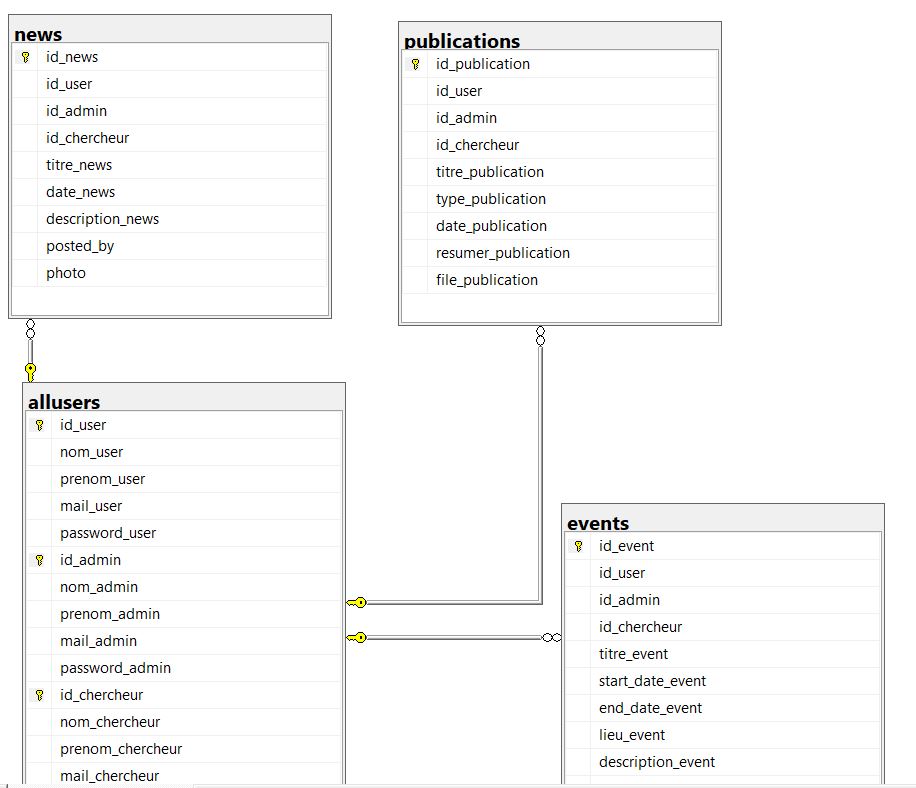 news
id_news
id_user
id_admin
id_chercheur
titre_news
date_news
description_news
posted_by
photo
publications
id_publication
id_user
id_admin
id_chercheur
titre_publication
type_publication
date_publication
resumer_publication
file_publication
allusers
id_user
nom_user
prenom_user
mail_user
password_user
id_admin
nom_admin
prenom_admin
mail_admin
password_admin
id_chercheur
nom_chercheur
prenom_chercheur
mail_chercheur
events
id_event
id_user
id_admin
id_chercheur
titre_event
start_date_event
end_date_event
lieu_event
description_event